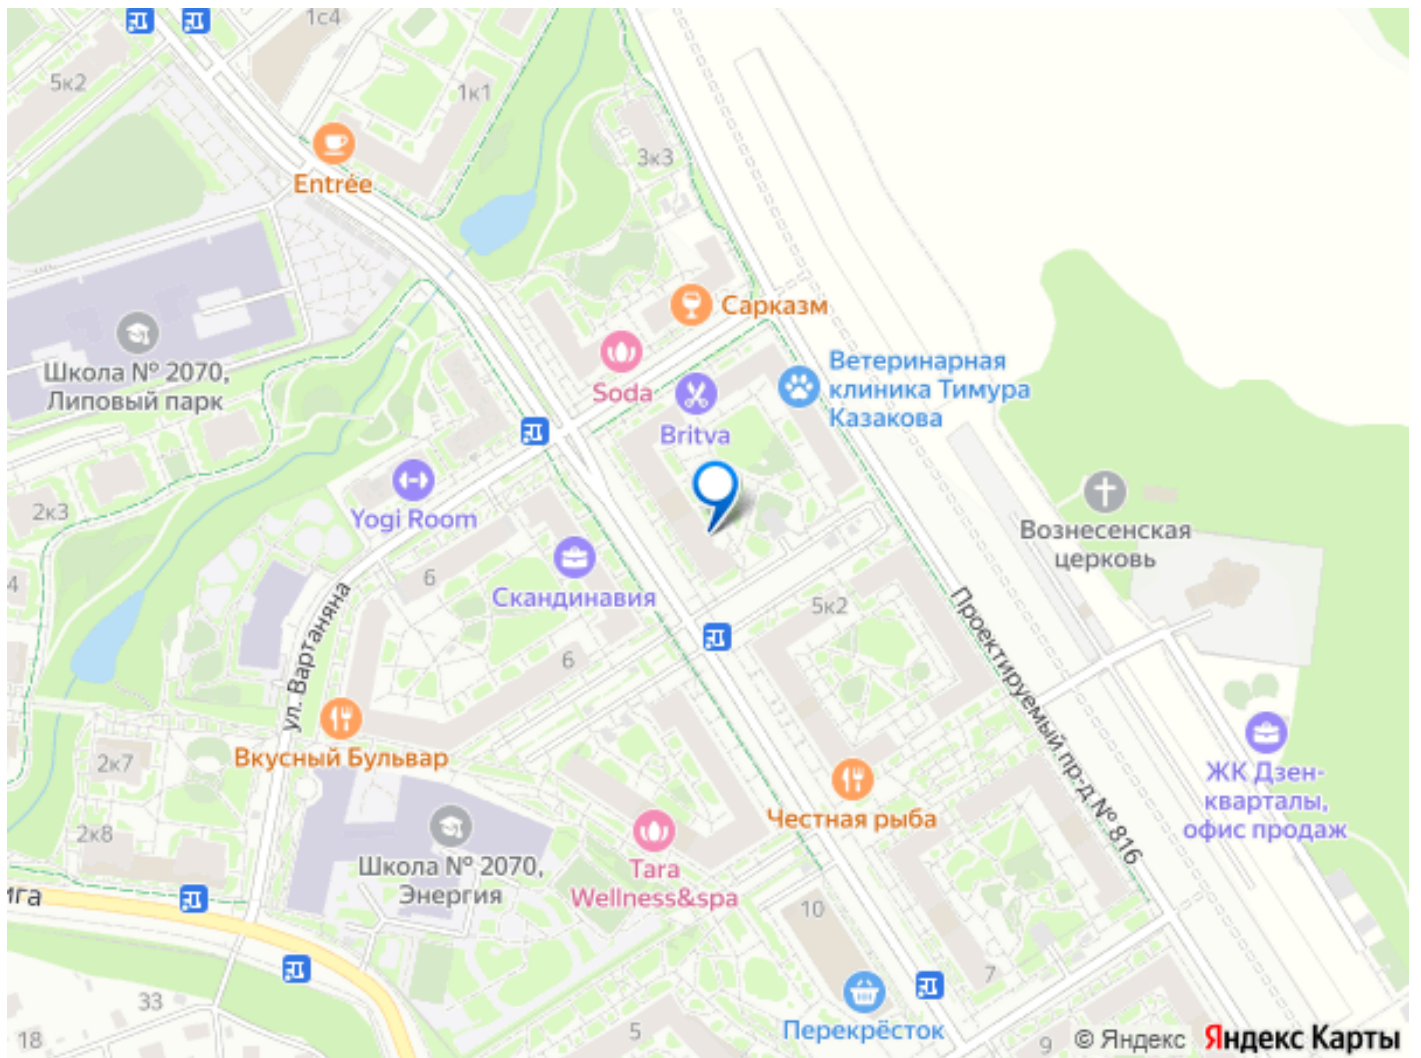 1с4
5к2
1к1
Entrée
3к3
Сарказм
Школа № 2070,
Липовый парк
Soda
Ветеринарная
клиника Тимура
Казакова
Britva
2к3
Yogi Room
Вознесенская
церковь
4
6
Скандинавия
5к2
ул. Вартаняна
Проектируемый пр-д № 816
6
Вкусный Бульвар
2к7
ЖК Дзен-
кварталы,
офис продаж
Честная рыба
2к8
Школа № 2070,
Энергия
Tara
Wellness&spa
ига
10
7
33
18
5
Перекрёсток
9
© Яндекс Яндекс Карты